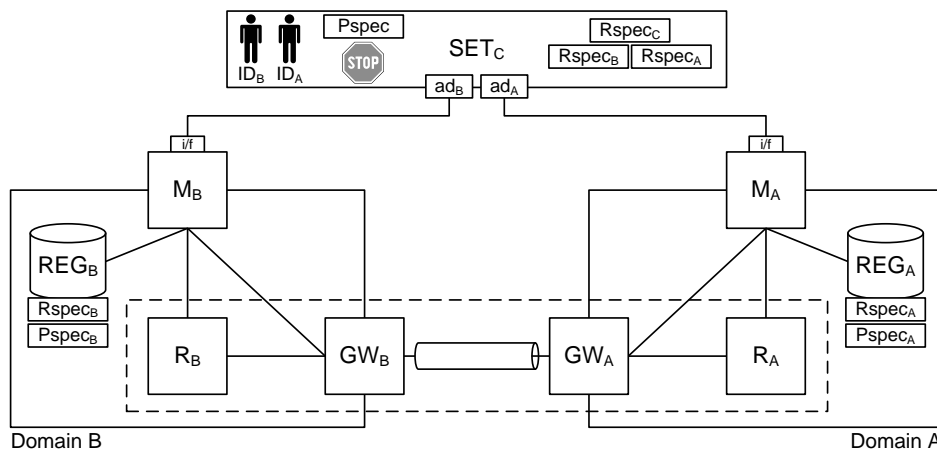 Pspec
SET_C
Rspec_C
Rspec_B Rspec_A
STOP
ID_B ID_A
ad_B ad_A
i/f i/f
M_B M_A
REG_B REG_A
Rspec_B Rspec_A
Pspec_B Pspec_A
R_B GW_B GW_A R_A
Domain B Domain A